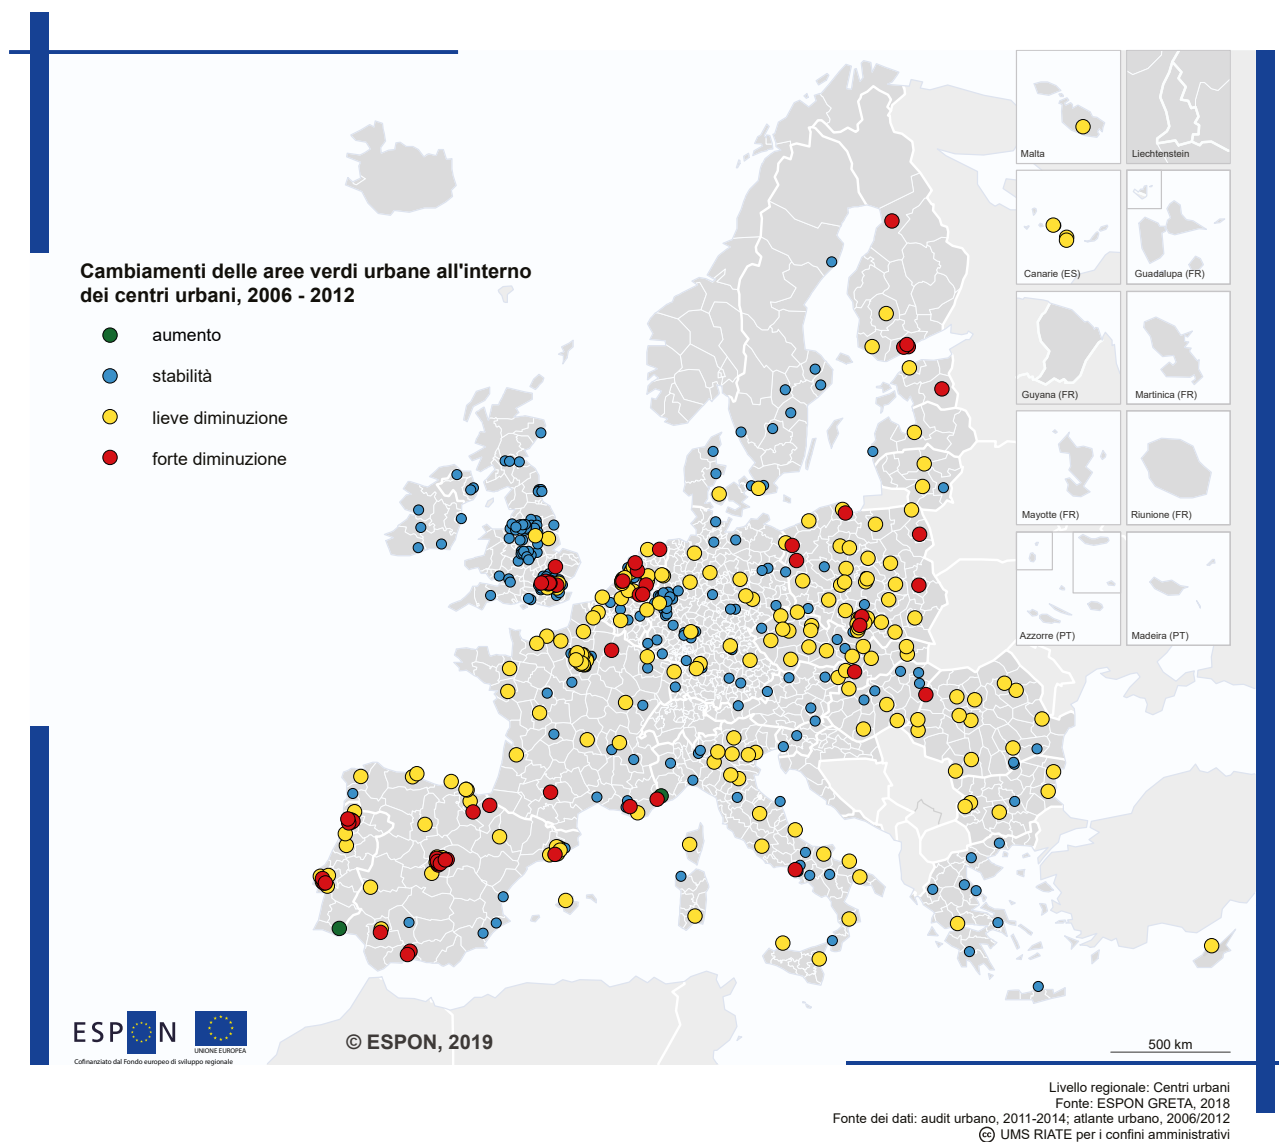 Cambiamenti delle aree verdi urbane all'interno
dei centri urbani, 2006 - 2012
aumento
stabilità
lieve diminuzione
forte diminuzione
Malta
Liechtenstein
Canarie (ES)
Guadalupa (FR)
Guyana (FR)
Martinica (FR)
Mayotte (FR)
Riunione (FR)
Azzorre (PT)
Madeira (PT)
ESPON
UNIONE EUROPEA
Cofinanziato dal Fondo europeo di sviluppo regionale
© ESPON, 2019
500 km
Livello regionale: Centri urbani
Fonte: ESPON GRETA, 2018
Fonte dei dati: audit urbano, 2011-2014; atlante urbano, 2006/2012
cc UMS RIATE per i confini amministrativi